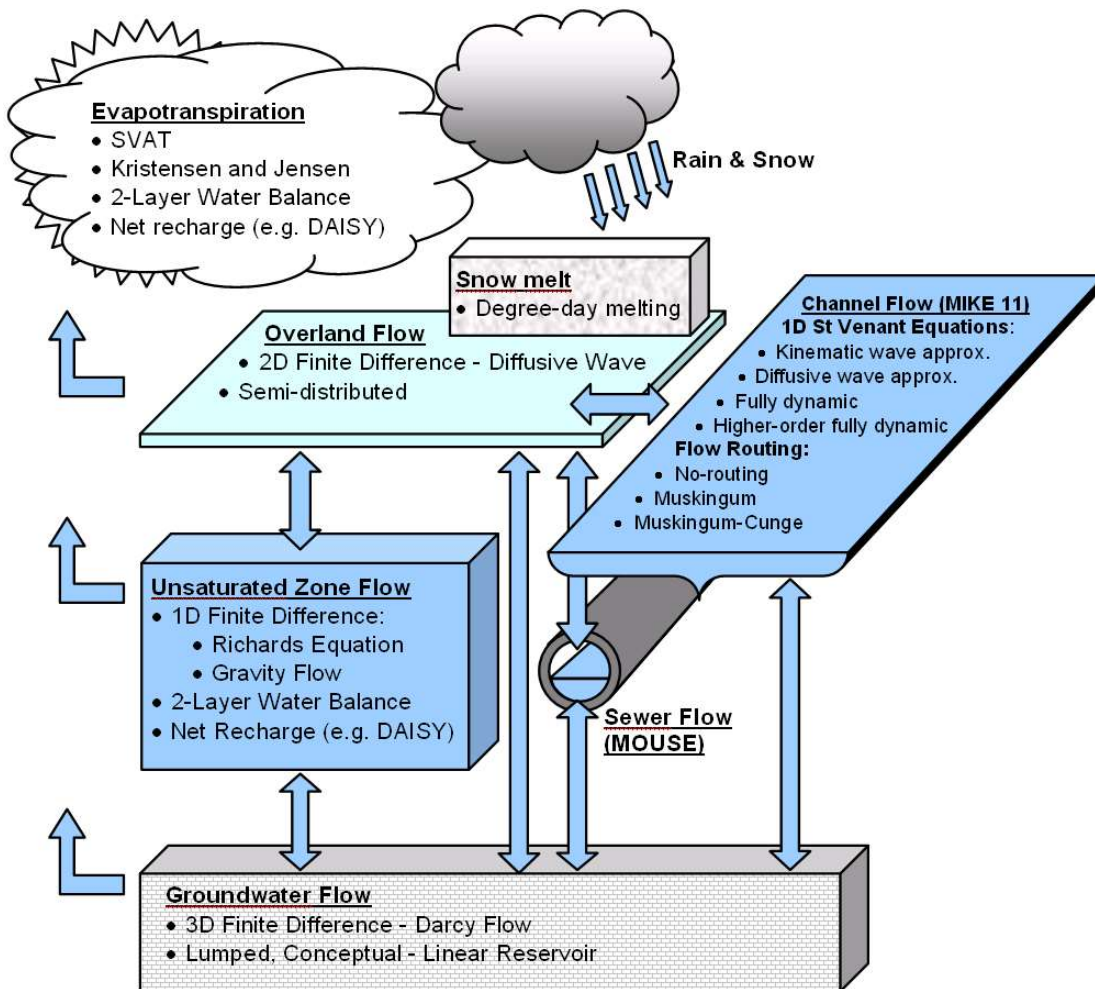 Evapotranspiration
• SVAT
• Kristensen and Jensen
• 2-Layer Water Balance
• Net recharge (e.g. DAISY)
Rain & Snow
Snow melt
• Degree-day melting
Overland Flow
• 2D Finite Difference - Diffusive Wave
• Semi-distributed
Channel Flow (MIKE 11)
1D St Venant Equations:
• Kinematic wave approx.
• Diffusive wave approx.
• Fully dynamic
• Higher-order fully dynamic
Flow Routing:
• No-routing
• Muskingum
• Muskingum-Cunge
Unsaturated Zone Flow
• 1D Finite Difference:
• Richards Equation
• Gravity Flow
• 2-Layer Water Balance
• Net Recharge (e.g. DAISY)
Sewer Flow
(MOUSE)
Groundwater Flow
• 3D Finite Difference - Darcy Flow
• Lumped, Conceptual - Linear Reservoir